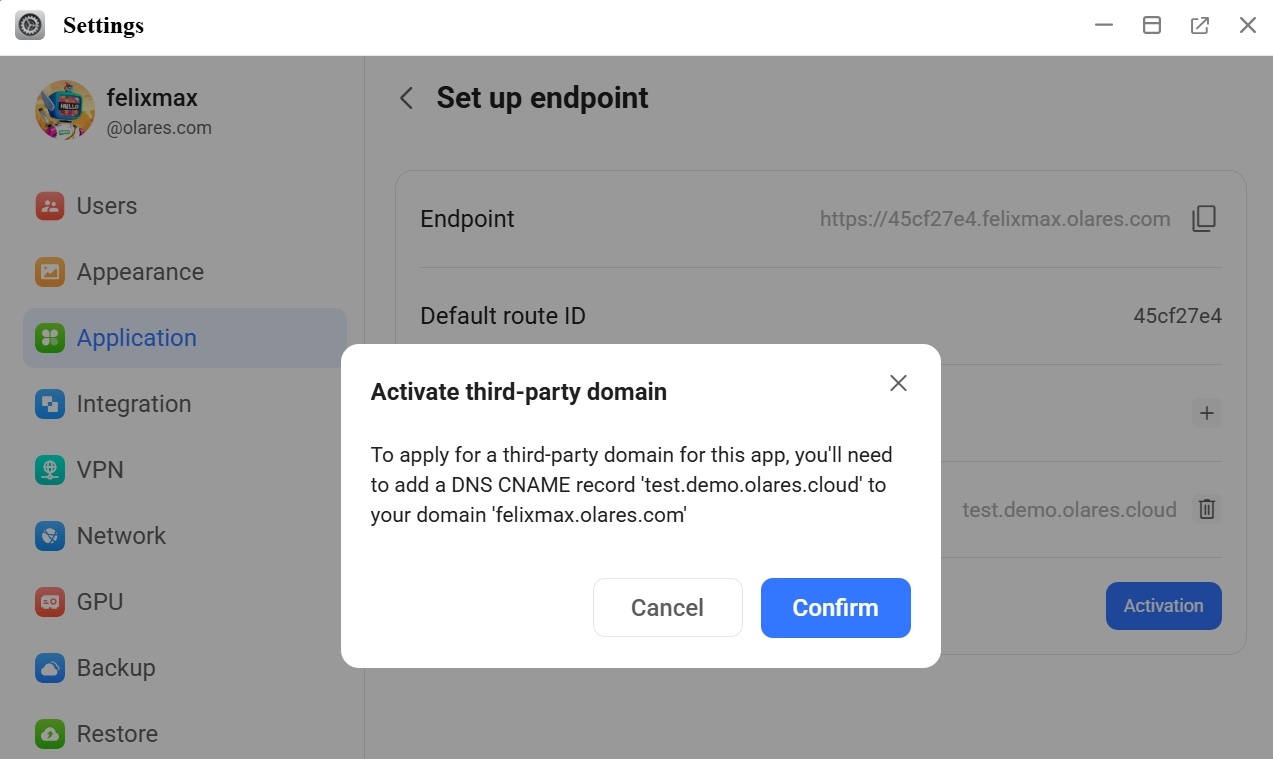 Settings
felixmax
@olares.com
Users
Appearance
Application
Integration
VPN
Network
GPU
Backup
Restore
Set up endpoint
Endpoint https://45cf27e4.felixmax.olares.com
Default route ID 45cf27e4
test.demo.olares.cloud
Activation
Activate third-party domain
To apply for a third-party domain for this app, you'll need
to add a DNS CNAME record 'test.demo.olares.cloud' to
your domain 'felixmax.olares.com'
Cancel Confirm